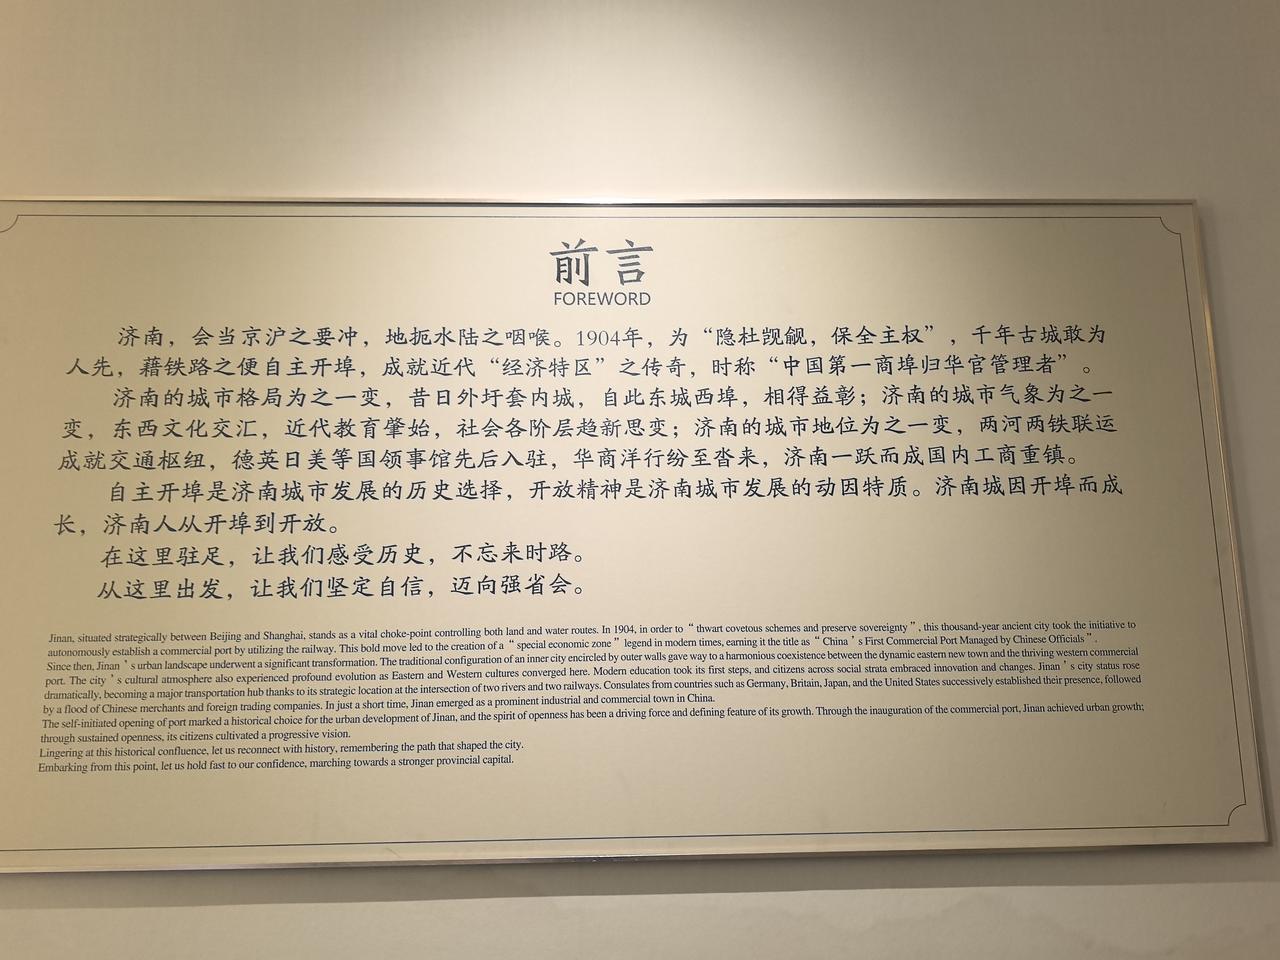 前言
FOREWORD
济南，会当京沪之要冲，地扼水陆之咽喉。1904年，为“隐杜觊觎，保全主权”，千年古城敢为
人先，藉铁路之便自主开埠，成就近代“经济特区”之传奇，时称“中国第一商埠归华官管理者”。
济南的城市格局为之一变，昔日外圩套内城，自此东城西埠，相得益彰；济南的城市气象为之一
变，东西文化交汇，近代教育肇始，社会各阶层趋新思变；济南的城市地位为之一变，两河两铁联运
成就交通枢纽，德英日美等国领事馆先后入驻，华商洋行纷至沓来，济南一跃而成国内工商重镇。
自主开埠是济南城市发展的历史选择，开放精神是济南城市发展的动因特质。济南城因开埠而成
长，济南人从开埠到开放。
在这里驻足，让我们感受历史，不忘来时路。
从这里出发，让我们坚定自信，迈向强省会。
Jinan, situated strategically between Beijing and Shanghai, stands as a vital choke-point controlling both land and water routes. In 1904, in order to “thwart covetous schemes and preserve sovereignty”, this thousand-year ancient city took the initiative to
autonomously establish a commercial port by utilizing the railway. This bold move led to the creation of a “special economic zone” legend in modern times, earning it the title as “China’s First Commercial Port Managed by Chinese Officials”.
Since then, Jinan’s urban landscape underwent a significant transformation. The traditional configuration of an inner city encircled by outer walls gave way to a harmonious coexistence between the dynamic eastern new town and the thriving western commercial
port. The city’s cultural atmosphere also experienced profound evolution as Eastern and Western cultures converged here. Modern education took its first steps, and citizens across social strata embraced innovation and changes. Jinan’s city status rose
dramatically, becoming a major transportation hub thanks to its strategic location at the intersection of two rivers and two railways. Consulates from countries such as Germany, Britain, Japan, and the United States successively established their presence, followed
by a flood of Chinese merchants and foreign trading companies. In just a short time, Jinan emerged as a prominent industrial and commercial town in China.
The self-initiated opening of port marked a historical choice for the urban development of Jinan, and the spirit of openness has been a driving force and defining feature of its growth. Through the inauguration of the commercial port, Jinan achieved urban growth;
through sustained openness, its citizens cultivated a progressive vision.
Lingering at this historical confluence, let us reconnect with history, remembering the path that shaped the city.
Embarking from this point, let us hold fast to our confidence, marching towards a stronger provincial capital.